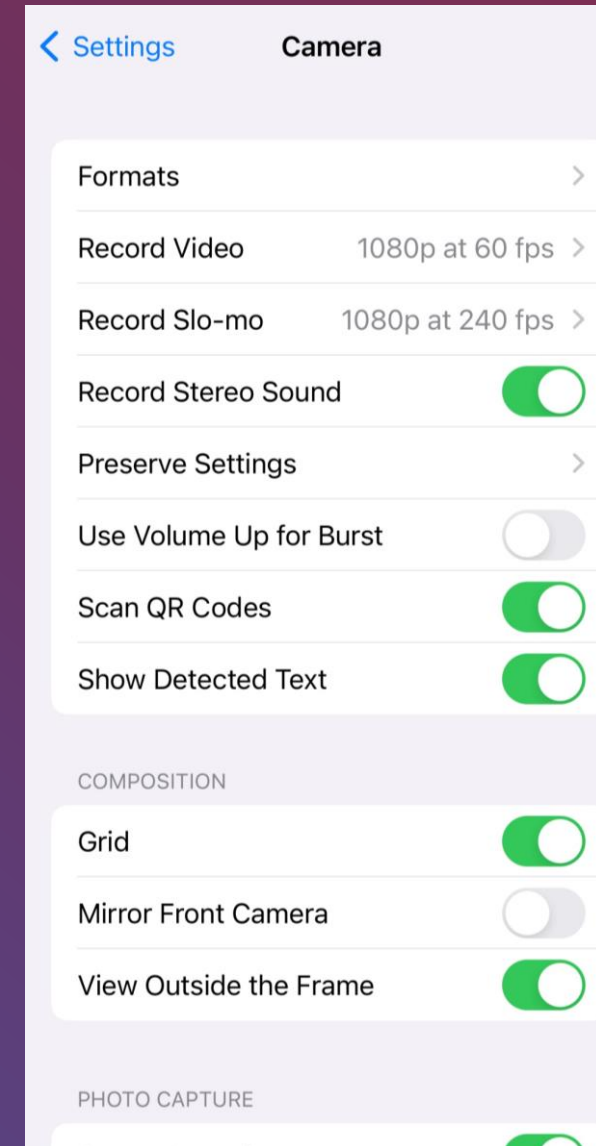 Settings Camera
Formats
Record Video 1080p at 60 fps
Record Slo-mo 1080p at 240 fps
Record Stereo Sound
Preserve Settings
Use Volume Up for Burst
Scan QR Codes
Show Detected Text
COMPOSITION
Grid
Mirror Front Camera
View Outside the Frame
PHOTO CAPTURE